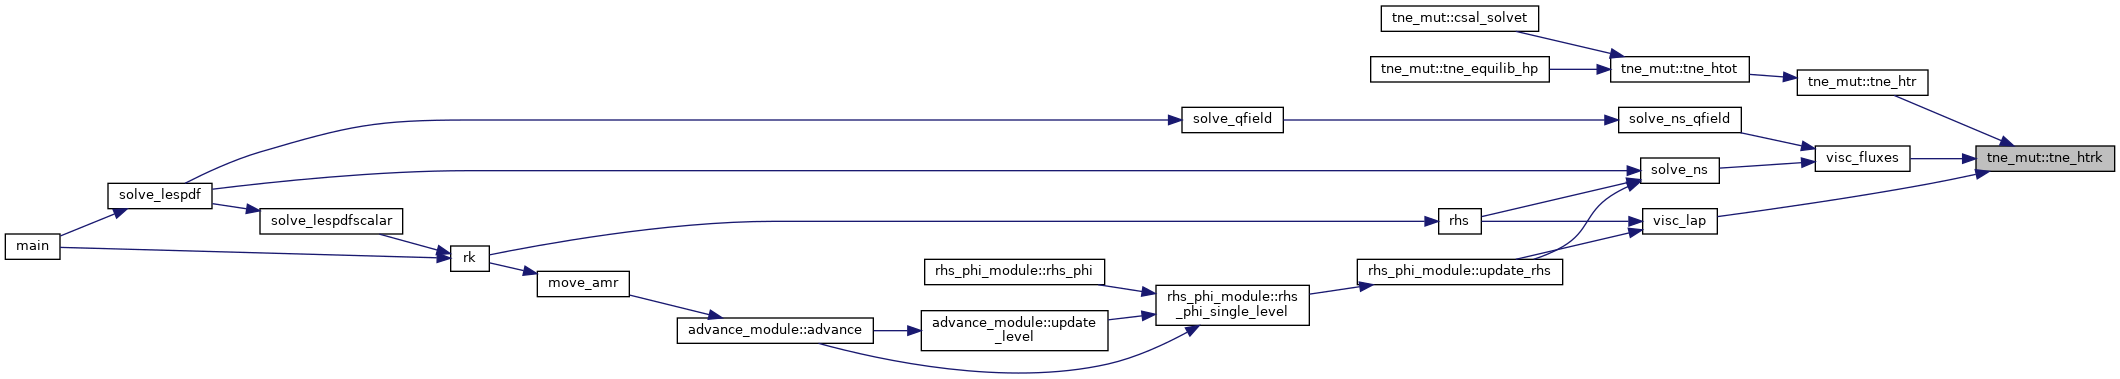 tne_mut::csal_solvet
tne_mut::tne_equilib_hp
tne_mut::tne_htot
tne_mut::tne_htr
solve_qfield
solve_ns_qfield
visc_fluxes
tne_mut::tne_htrk
solve_ns
solve_lespdf
solve_lespdfscalar
rhs
visc_lap
main
rk
rhs_phi_module::rhs_phi
rhs_phi_module::update_rhs
move_amr
rhs_phi_module::rhs
_phi_single_level
advance_module::advance
advance_module::update
_level